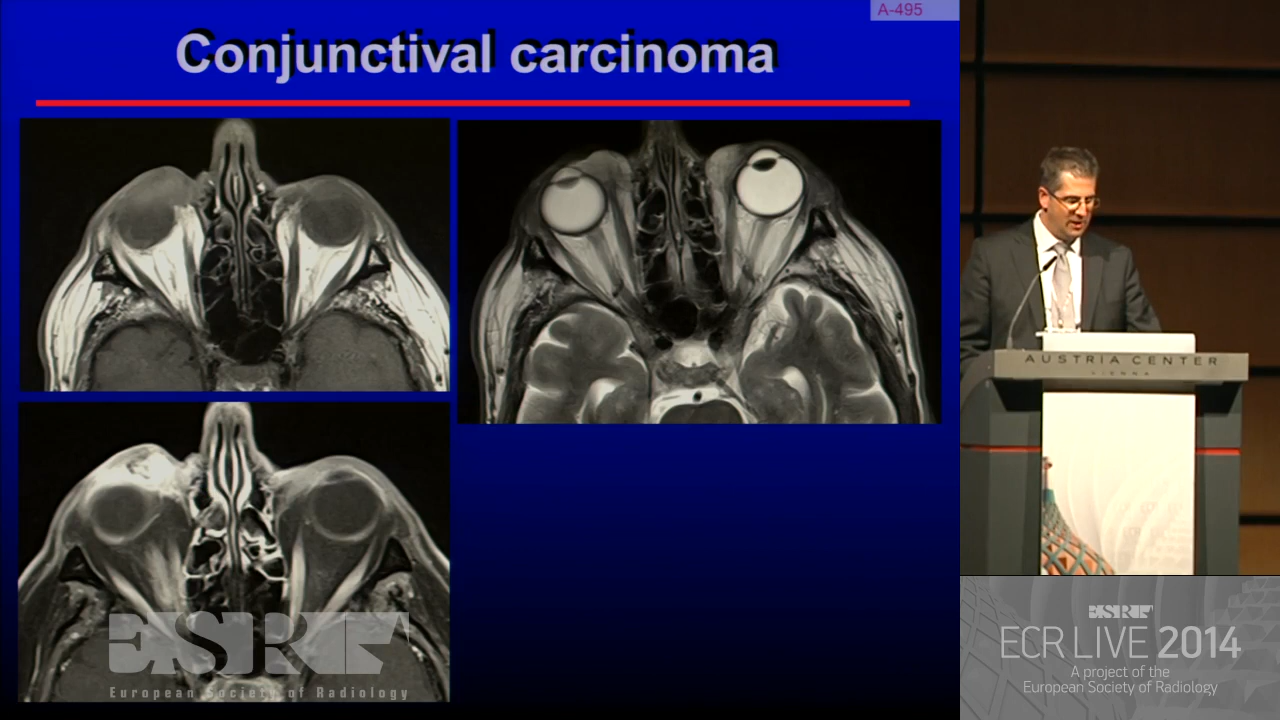 A-495
Conjunctival carcinoma
AUSTRIA CENTER
VIENNA
ESR
European Society of Radiology
ESR
ECR LIVE 2014
A project of the
European Society of Radiology